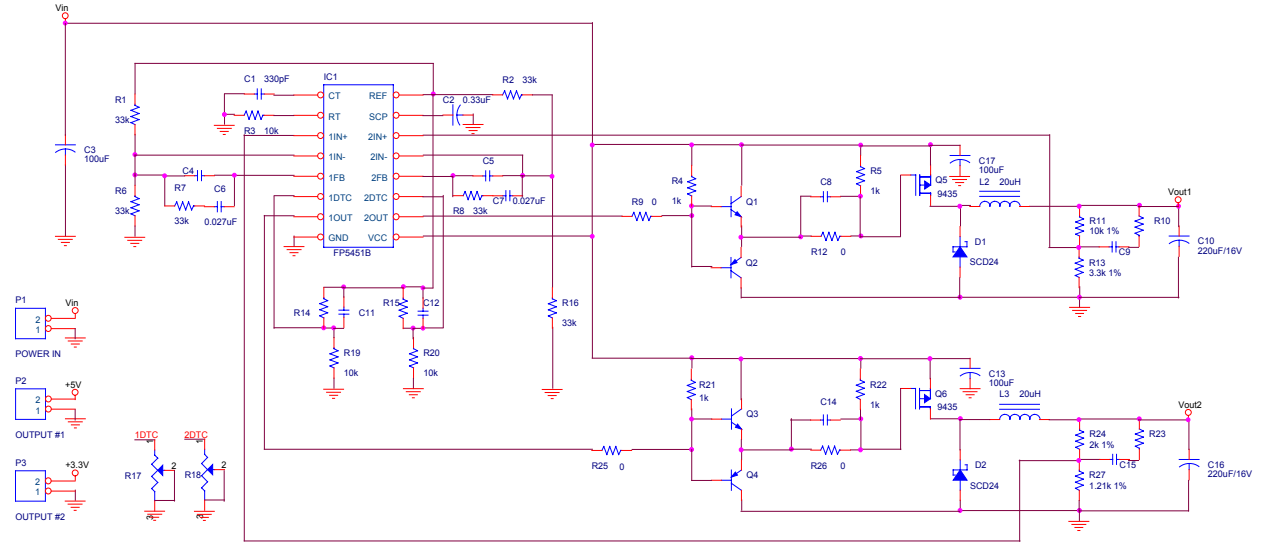 Vin
C3
100uF
R1
33k
R6
33k
C1 330pF
R3 10k
C4
R7
33k
C6
0.027uF
IC1
CT REF
RT SCP
1IN+ 2IN+
1IN- 2IN-
1FB 2FB
1DTC 2DTC
1OUT 2OUT
GND VCC
FP5451B
R2 33k
C2 0.33uF
C5
C7 0.027uF
R8 33k
R9 0
R4
1k
Q1
Q2
C8
R12 0
R5
1k
Q5
9435
C17
100uF
L2 20uH
D1
SCD24
Vout1
R11
10k 1%
R10
C9
R13
3.3k 1%
C10
220uF/16V
R14
C11
R15
C12
R16
33k
R19
10k
R20
10k
P1
Vin
2
1
POWER IN
P2
+5V
2
1
OUTPUT #1
P3
+3.3V
2
1
OUTPUT #2
1DTC
1
R17
2
3
2DTC
1
R18
2
3
R21
1k
Q3
Q4
R25 0
C14
R26 0
R22
1k
Q6
9435
C13
100uF
L3 20uH
D2
SCD24
Vout2
R24
2k 1%
R23
C15
R27
1.21k 1%
C16
220uF/16V